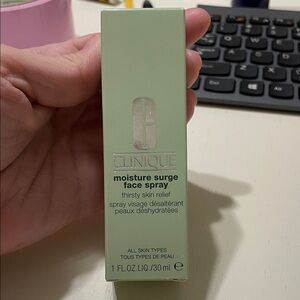 CLINIQUE
moisture surge
face spray
thirsty skin relief
spray visage désaltérant
peaux déshydratées
ALL SKIN TYPES
TOUS TYPES DE PEAU
1 FL.OZ.LIQ./30 ml ℮